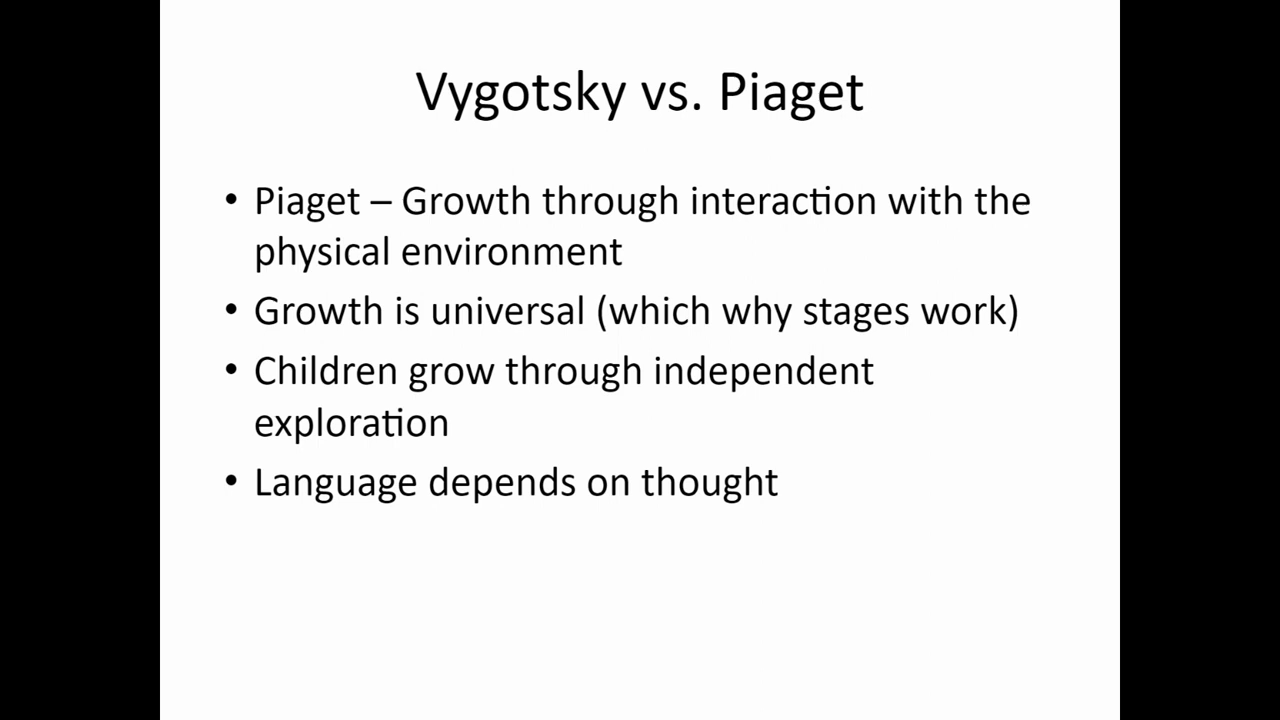 Vygotsky vs. Piaget
• Piaget – Growth through interaction with the
physical environment
• Growth is universal (which why stages work)
• Children grow through independent
exploration
• Language depends on thought